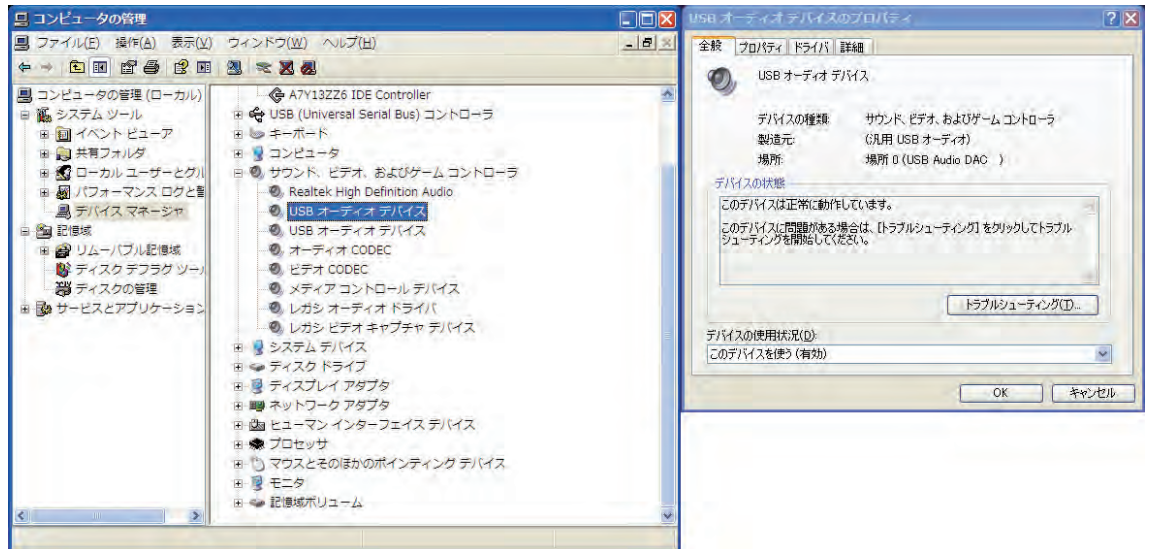 コンピュータの管理
ファイル(F) 操作(A) 表示(V) ウィンドウ(W) ヘルプ(H)
コンピュータの管理 (ローカル)
システム ツール
イベント ビューア
共有フォルダ
ローカル ユーザーとグル
パフォーマンス ログと警
デバイス マネージャ
記憶域
リムーバブル記憶域
ディスク デフラグ ツール
ディスクの管理
サービスとアプリケーション
A7Y13ZZ6 IDE Controller
USB (Universal Serial Bus) コントローラ
キーボード
コンピュータ
サウンド、ビデオ、およびゲーム コントローラ
Realtek High Definition Audio
USB オーディオ デバイス
USB オーディオ デバイス
オーディオ CODEC
ビデオ CODEC
メディア コントロール デバイス
レガシ オーディオ ドライバ
レガシ ビデオ キャプチャ デバイス
システム デバイス
ディスク ドライブ
ディスプレイ アダプタ
ネットワーク アダプタ
ヒューマン インターフェイス デバイス
プロセッサ
マウスとそのほかのポインティング デバイス
モニタ
記憶域ボリューム
USB オーディオ デバイスのプロパティ
全般 プロパティ ドライバ 詳細
USB オーディオ デバイス
デバイスの種類: サウンド、ビデオ、およびゲーム コントローラ
製造元: (汎用 USB オーディオ)
場所: 場所 0 (USB Audio DAC )
デバイスの状態
このデバイスは正常に動作しています。
このデバイスに問題がある場合は、[トラブルシューティング] をクリックしてトラブル
シューティングを開始してください。
トラブルシューティング(T)...
デバイスの使用状況(D):
このデバイスを使う (有効)
OK キャンセル